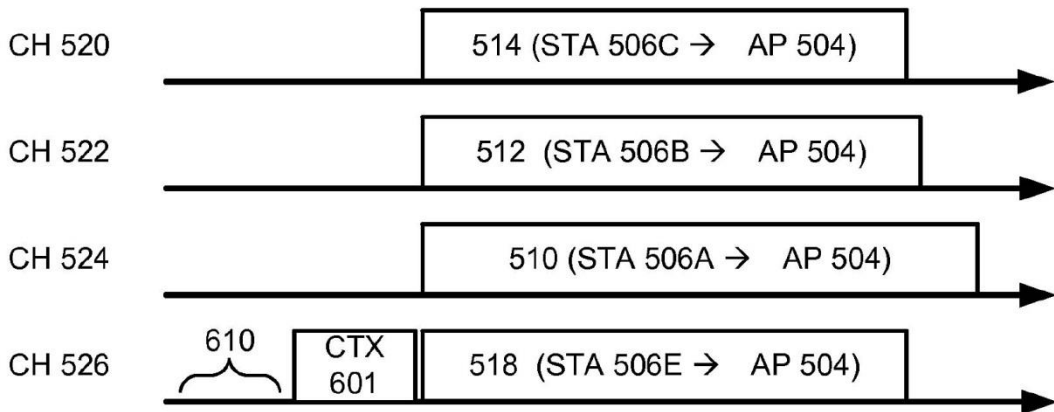 CH 520
514 (STA 506C → AP 504)
CH 522
512 (STA 506B → AP 504)
CH 524
510 (STA 506A → AP 504)
CH 526
610
CTX
601
518 (STA 506E → AP 504)